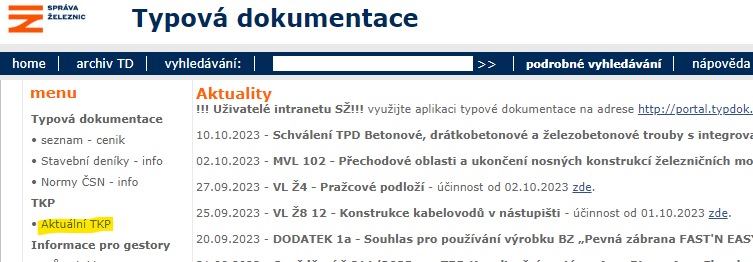 SPRÁVA
ŽELEZNIC
Typová dokumentace
home | archiv TD | vyhledávání: >> | podrobné vyhledávání | nápověda
menu
Typová dokumentace
• seznam - cenik
• Stavební deníky - info
• Normy ČSN - info
TKP
• Aktuální TKP
Informace pro gestory
Aktuality
!!! Uživatelé intranetu SŽ!!! využijte aplikaci typové dokumentace na adrese http://portal.typdok.
10.10.2023 - Schválení TPD Betonové, drátkobetonové a železobetonové trouby s integrova
02.10.2023 - MVL 102 - Přechodové oblasti a ukončení nosných konstrukcí železničních mo
27.09.2023 - VL Ž4 - Pražcové podloží - účinnost od 02.10.2023 zde.
25.09.2023 - VL Ž8 12 - Konstrukce kabelovodů v nástupišti - účinnost od 01.10.2023 zde.
20.09.2023 - DODATEK 1a - Souhlas pro používání výrobku BZ „Pevná zábrana FAST'N EASY